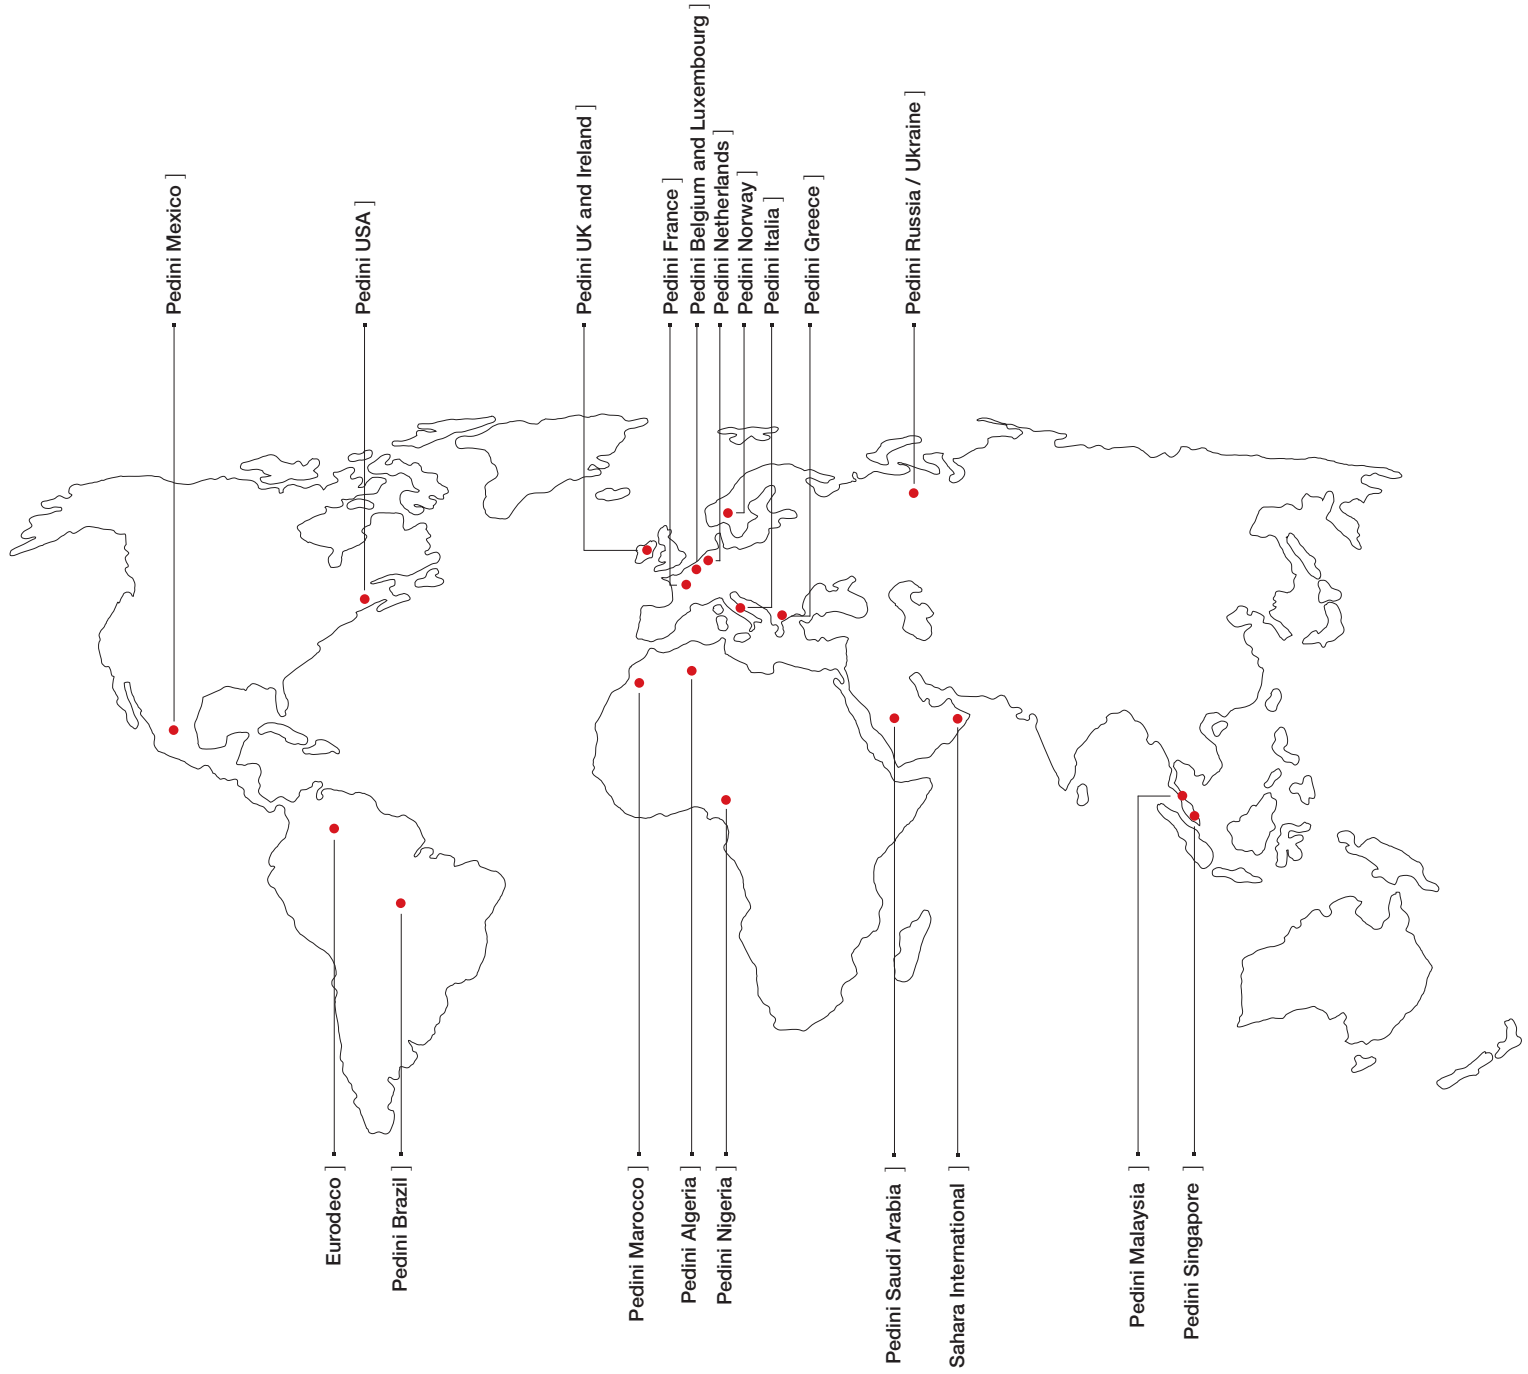 Pedini Mexico ]
Pedini USA ]
Pedini UK and Ireland ]
Pedini France ]
Pedini Belgium and Luxembourg ]
Pedini Netherlands ]
Pedini Norway ]
Pedini Italia ]
Pedini Greece ]
Pedini Russia / Ukraine ]
Eurodeco ]
Pedini Brazil ]
Pedini Marocco ]
Pedini Algeria ]
Pedini Nigeria ]
Pedini Saudi Arabia ]
Sahara International ]
Pedini Malaysia ]
Pedini Singapore ]